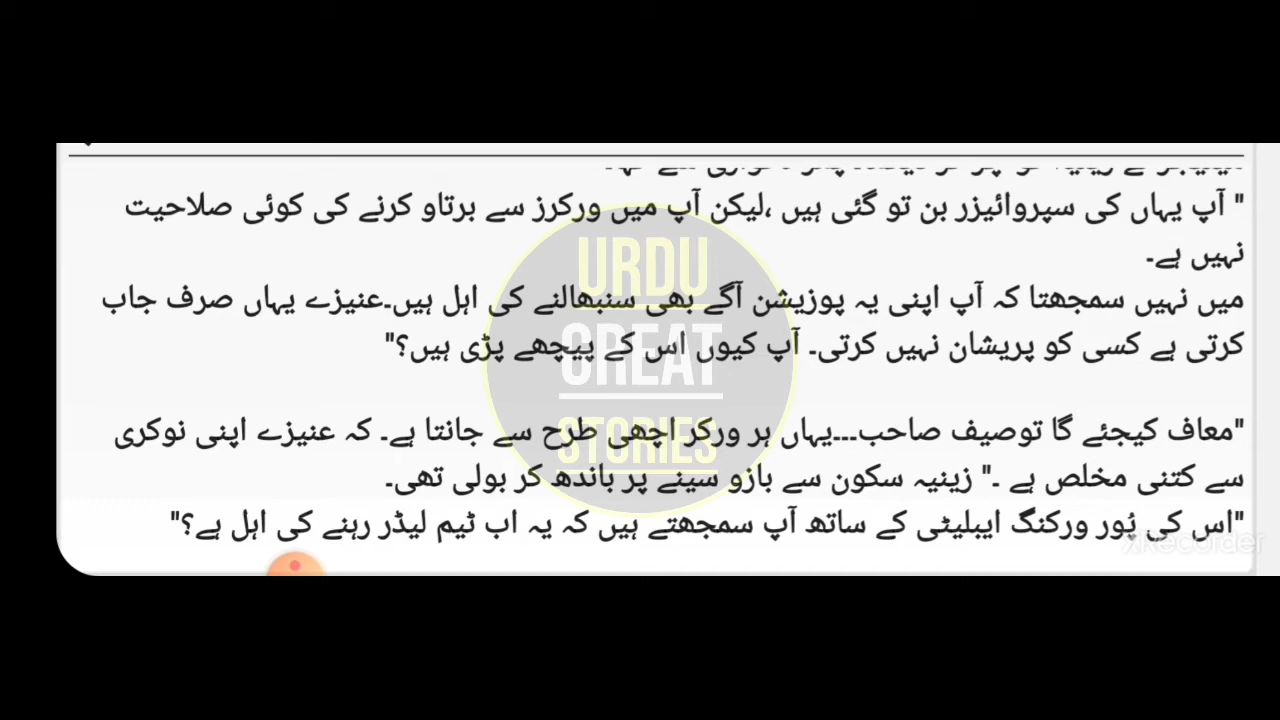 " آپ یہاں کی سپروائیزر بن تو گئی ہیں ،لیکن آپ میں ورکرز سے برتاو کرنے کی کوئی صلاحیت
نہیں ہے۔
میں نہیں سمجھتا کہ آپ اپنی یہ پوزیشن آگے بھی سنبھالنے کی اہل ہیں۔عنیزے یہاں صرف جاب
کرتی ہے کسی کو پریشان نہیں کرتی۔ آپ کیوں اس کے پیچھے پڑی ہیں؟"
"معاف کیجئے گا توصیف صاحب۔۔۔یہاں ہر ورکر اچھی طرح سے جانتا ہے۔ کہ عنیزے اپنی نوکری
سے کتنی مخلص ہے ۔" زینیہ سکون سے بازو سینے پر باندھ کر بولی تھی۔
"اس کی پُور ورکنگ ایبلیٹی کے ساتھ آپ سمجھتے ہیں کہ یہ اب ٹیم لیڈر رہنے کی اہل ہے؟"
URDU
GREAT
STORIES
XRecorder